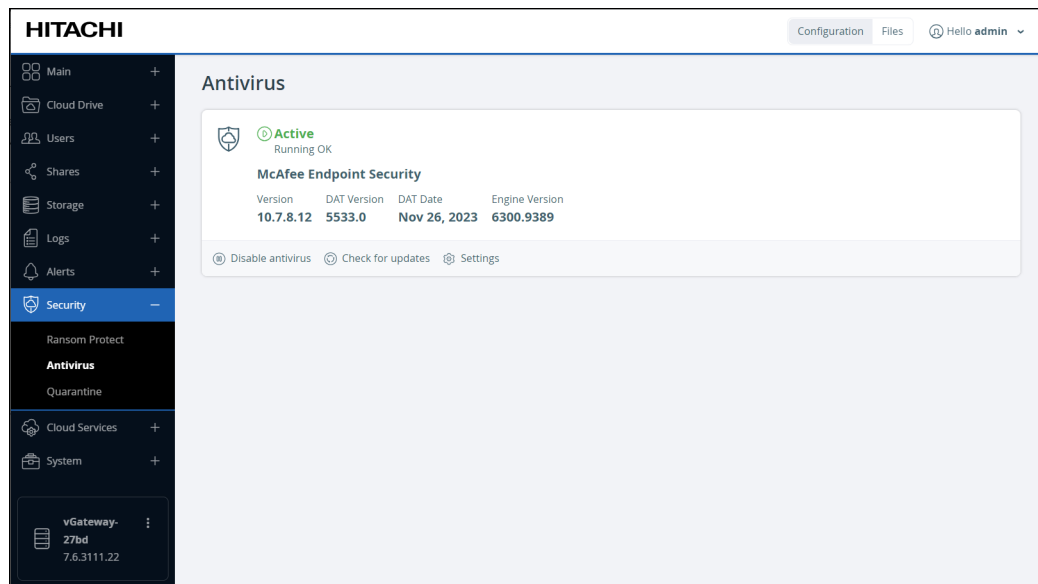 HITACHI
Configuration Files Hello admin
Main
Cloud Drive
Users
Shares
Storage
Logs
Alerts
Security
Ransom Protect
Antivirus
Quarantine
Cloud Services
System
vGateway-
27bd
7.6.3111.22
Antivirus
Active
Running OK
McAfee Endpoint Security
Version DAT Version DAT Date Engine Version
10.7.8.12 5533.0 Nov 26, 2023 6300.9389
Disable antivirus Check for updates Settings